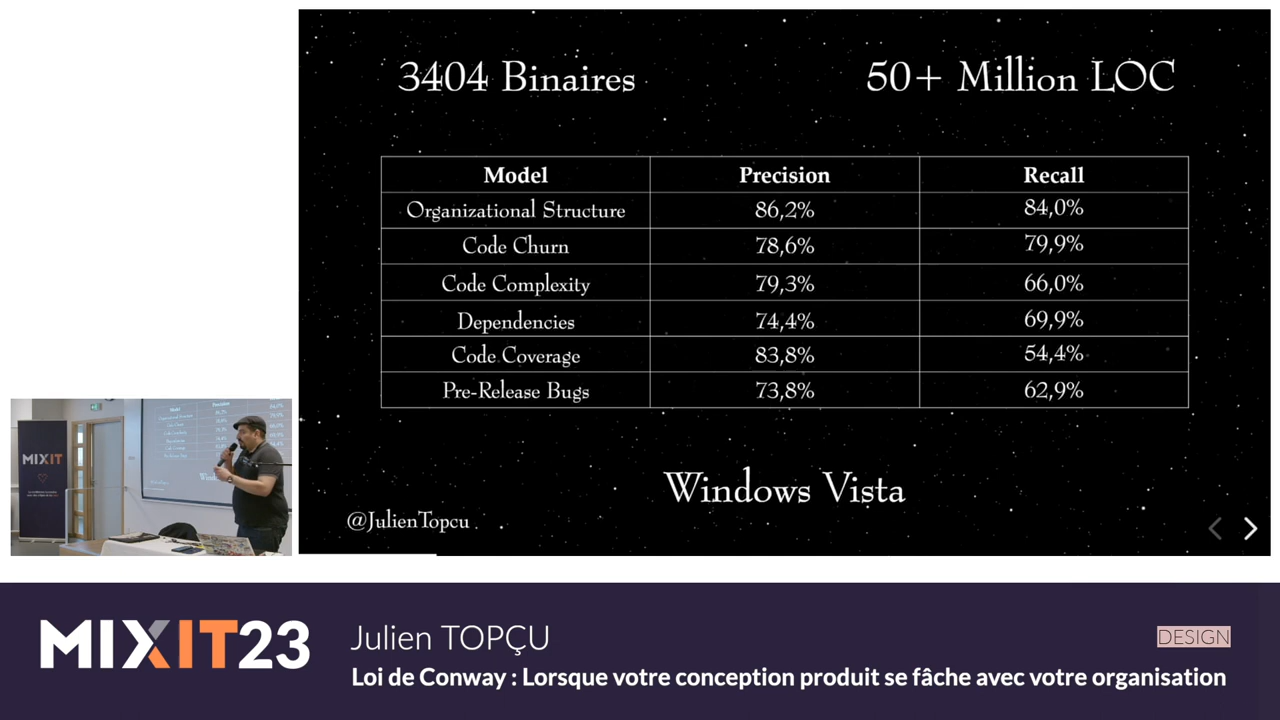 3404 Binaires
50+ Million LOC
Model Precision Recall
Organizational Structure 86,2% 84,0%
Code Churn 78,6% 79,9%
Code Complexity 79,3% 66,0%
Dependencies 74,4% 69,9%
Code Coverage 83,8% 54,4%
Pre-Release Bugs 73,8% 62,9%
Windows Vista
@JulienTopcu
MIXIT
MIXIT23
Julien TOPÇU
DESIGN
Loi de Conway : Lorsque votre conception produit se fâche avec votre organisation